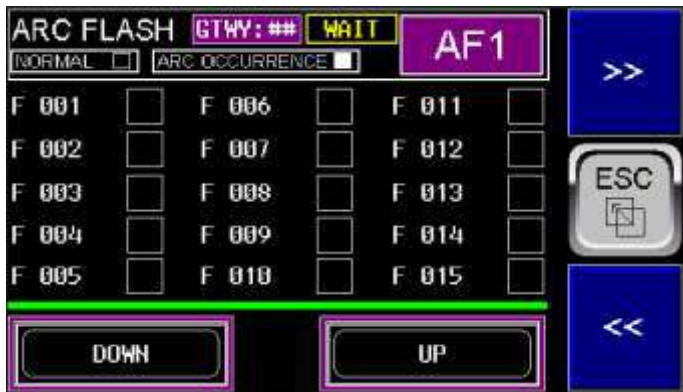 ARC FLASH GTWY:## WAIT AF1
NORMAL ARC OCCURRENCE
>>
F 001 F 006 F 011
F 002 F 007 F 012
F 003 F 008 F 013
F 004 F 009 F 014
F 005 F 010 F 015
ESC
DOWN UP
<<